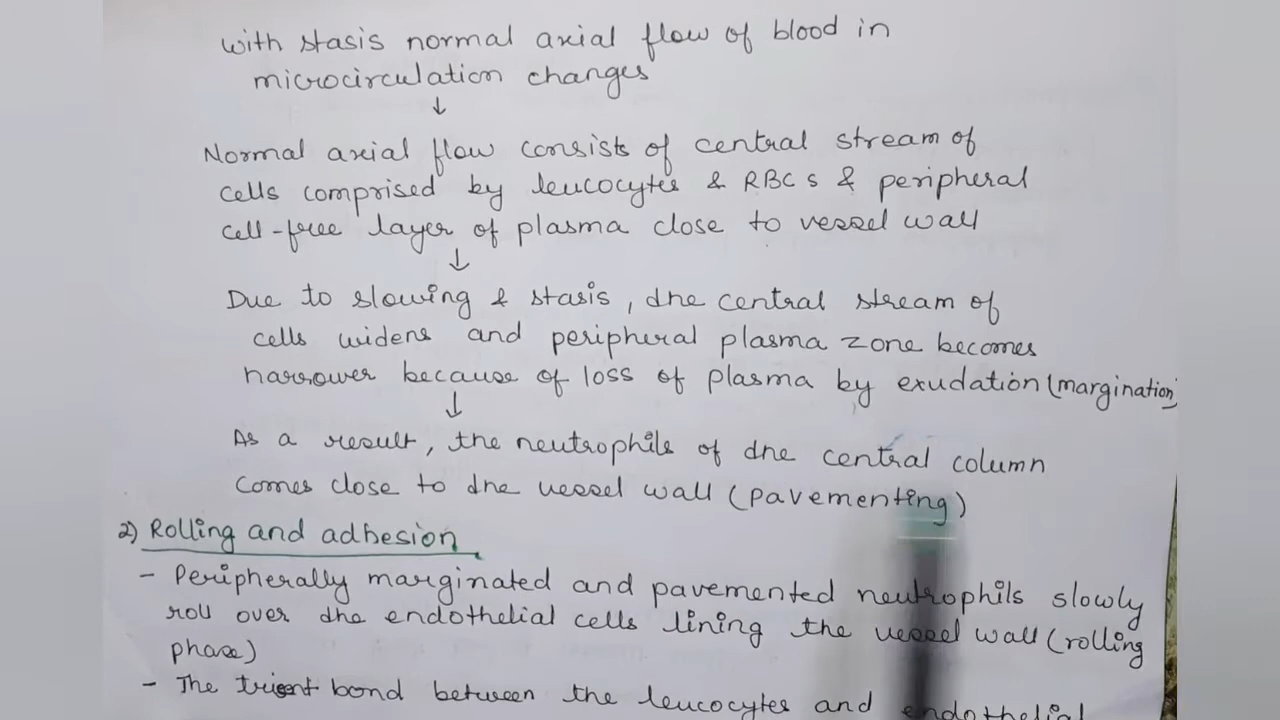 with stasis normal axial flow of blood in
microcirculation changes
↓
Normal axial flow consists of central stream of
cells comprised by leucocytes & RBCs & peripheral
cell-free layer of plasma close to vessel wall
↓
Due to slowing & stasis, the central stream of
cells widens and peripheral plasma zone becomes
narrower because of loss of plasma by exudation (margination)
↓
As a result, the neutrophils of the central column
comes close to the vessel wall (pavementing)
2) Rolling and adhesion
- Peripherally marginated and pavemented neutrophils slowly
roll over the endothelial cells lining the vessel wall (rolling
phase)
- The bond between the leucocytes and endothelial